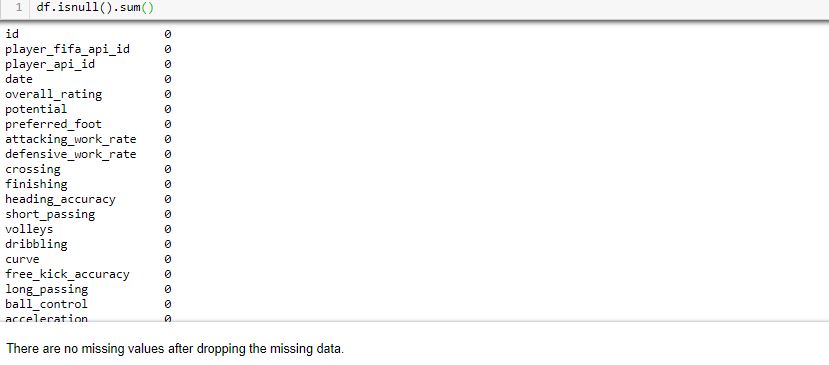 1 df.isnull().sum()
id 0
player_fifa_api_id 0
player_api_id 0
date 0
overall_rating 0
potential 0
preferred_foot 0
attacking_work_rate 0
defensive_work_rate 0
crossing 0
finishing 0
heading_accuracy 0
short_passing 0
volleys 0
dribbling 0
curve 0
free_kick_accuracy 0
long_passing 0
ball_control 0
acceleration 0
There are no missing values after dropping the missing data.